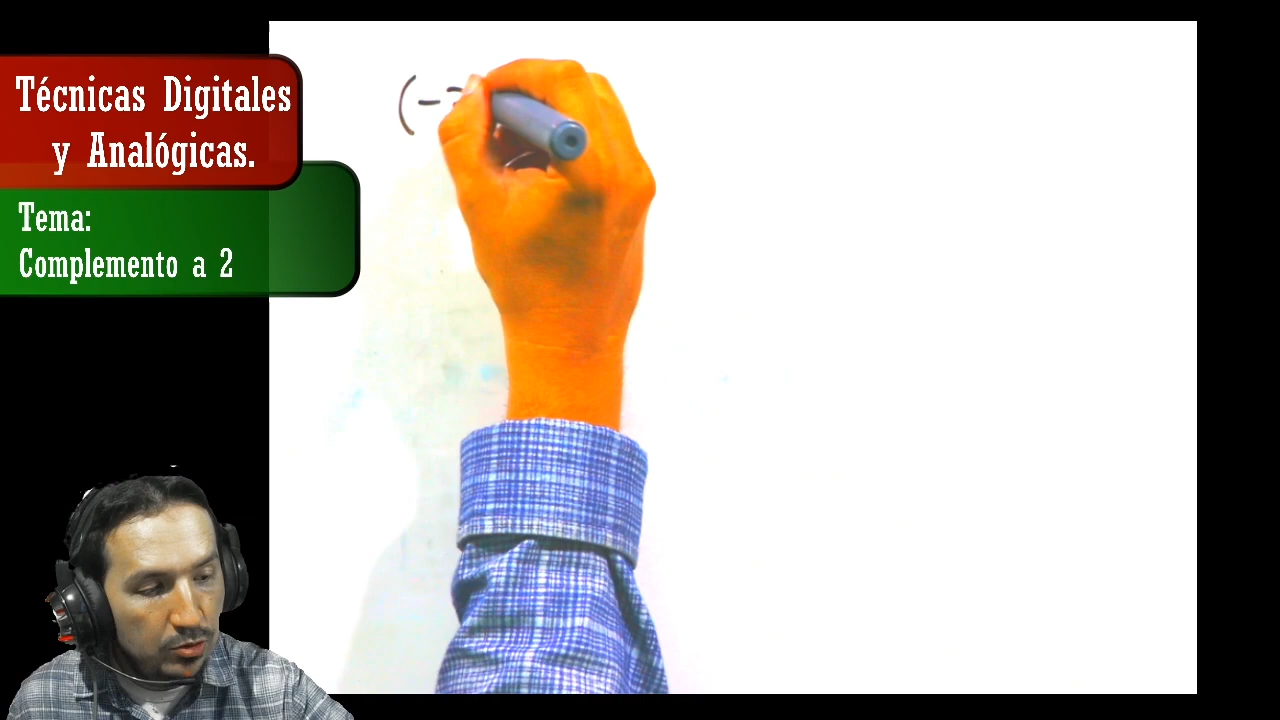 Técnicas Digitales
y Analógicas.
Tema:
Complemento a 2
(-